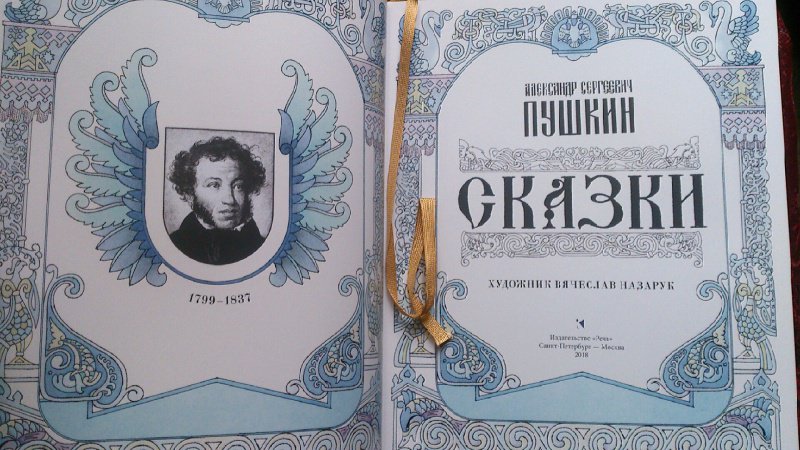 1799–1837
АЛЕКСАНДР СЕРГЕЕВИЧ
ПУШКИН
СКАЗКИ
ХУДОЖНИК ВЯЧЕСЛАВ НАЗАРУК
Издательство «Речь»
Санкт-Петербург — Москва
2018